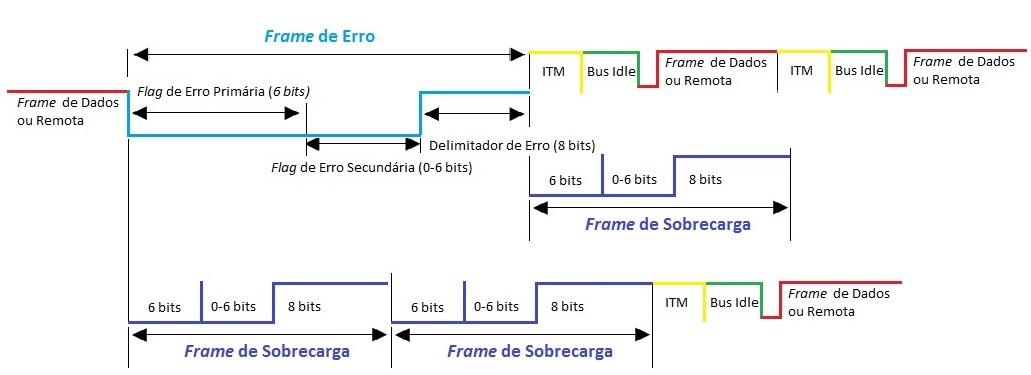 Frame de Erro
ITM
Bus Idle
Frame de Dados
ou Remota
ITM
Bus Idle
Frame de Dados
ou Remota
Frame de Dados
ou Remota
Flag de Erro Primária (6 bits)
Delimitador de Erro (8 bits)
Flag de Erro Secundária (0-6 bits)
6 bits
0-6 bits
8 bits
Frame de Sobrecarga
6 bits
0-6 bits
8 bits
6 bits
0-6 bits
8 bits
ITM
Bus Idle
Frame de Dados
ou Remota
Frame de Sobrecarga
Frame de Sobrecarga